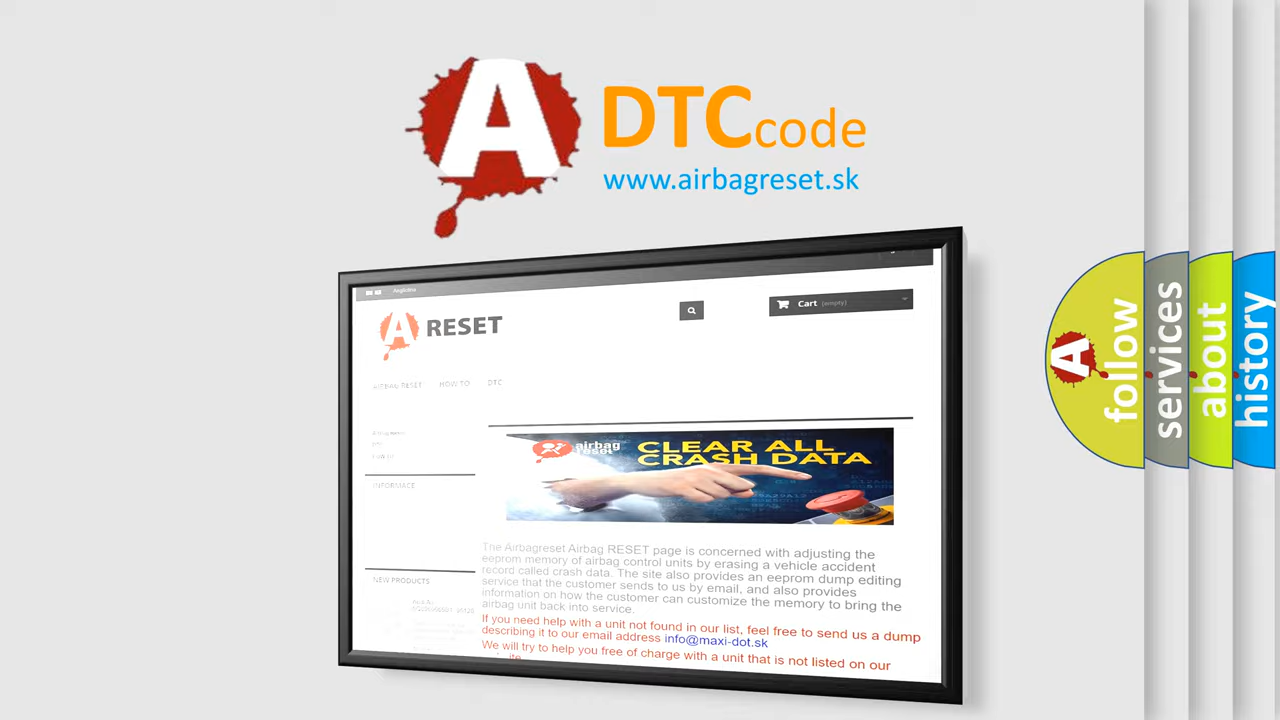 A DTC code
www.airbagreset.sk
A RESET
Cart (empty)
AIRBAG RESET HOW TO DTC
INFORMACE
NEW PRODUCTS
airbag reset
CLEAR ALL
CRASH DATA
The Airbagreset Airbag RESET page is concerned with adjusting the
eeprom memory of airbag control units by erasing a vehicle accident
record called crash data. The site also provides an eeprom dump editing
service that the customer sends to us by email, and also provides
information on how the customer can customize the memory to bring the
airbag unit back into service.
If you need help with a unit not found in our list, feel free to send us a dump
describing it to our email address info@maxi-dot.sk
We will try to help you free of charge with a unit that is not listed on our
A follow
services
about
history